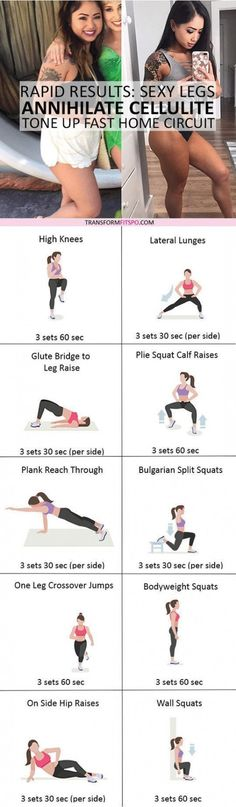 RAPID RESULTS: SEXY LEGS
ANNIHILATE CELLULITE
TONE UP FAST HOME CIRCUIT
TRANSFORMFITSPO.COM
High Knees
3 sets 60 sec
Lateral Lunges
3 sets 30 sec (per side)
Glute Bridge to
Leg Raise
3 sets 30 sec (per side)
Plie Squat Calf Raises
3 sets 60 sec
Plank Reach Through
3 sets 30 sec (per side)
Bulgarian Split Squats
3 sets 30 sec (per side)
One Leg Crossover Jumps
3 sets 60 sec
Bodyweight Squats
3 sets 60 sec
On Side Hip Raises
3 sets 30 sec (per side)
Wall Squats
3 sets 60 sec